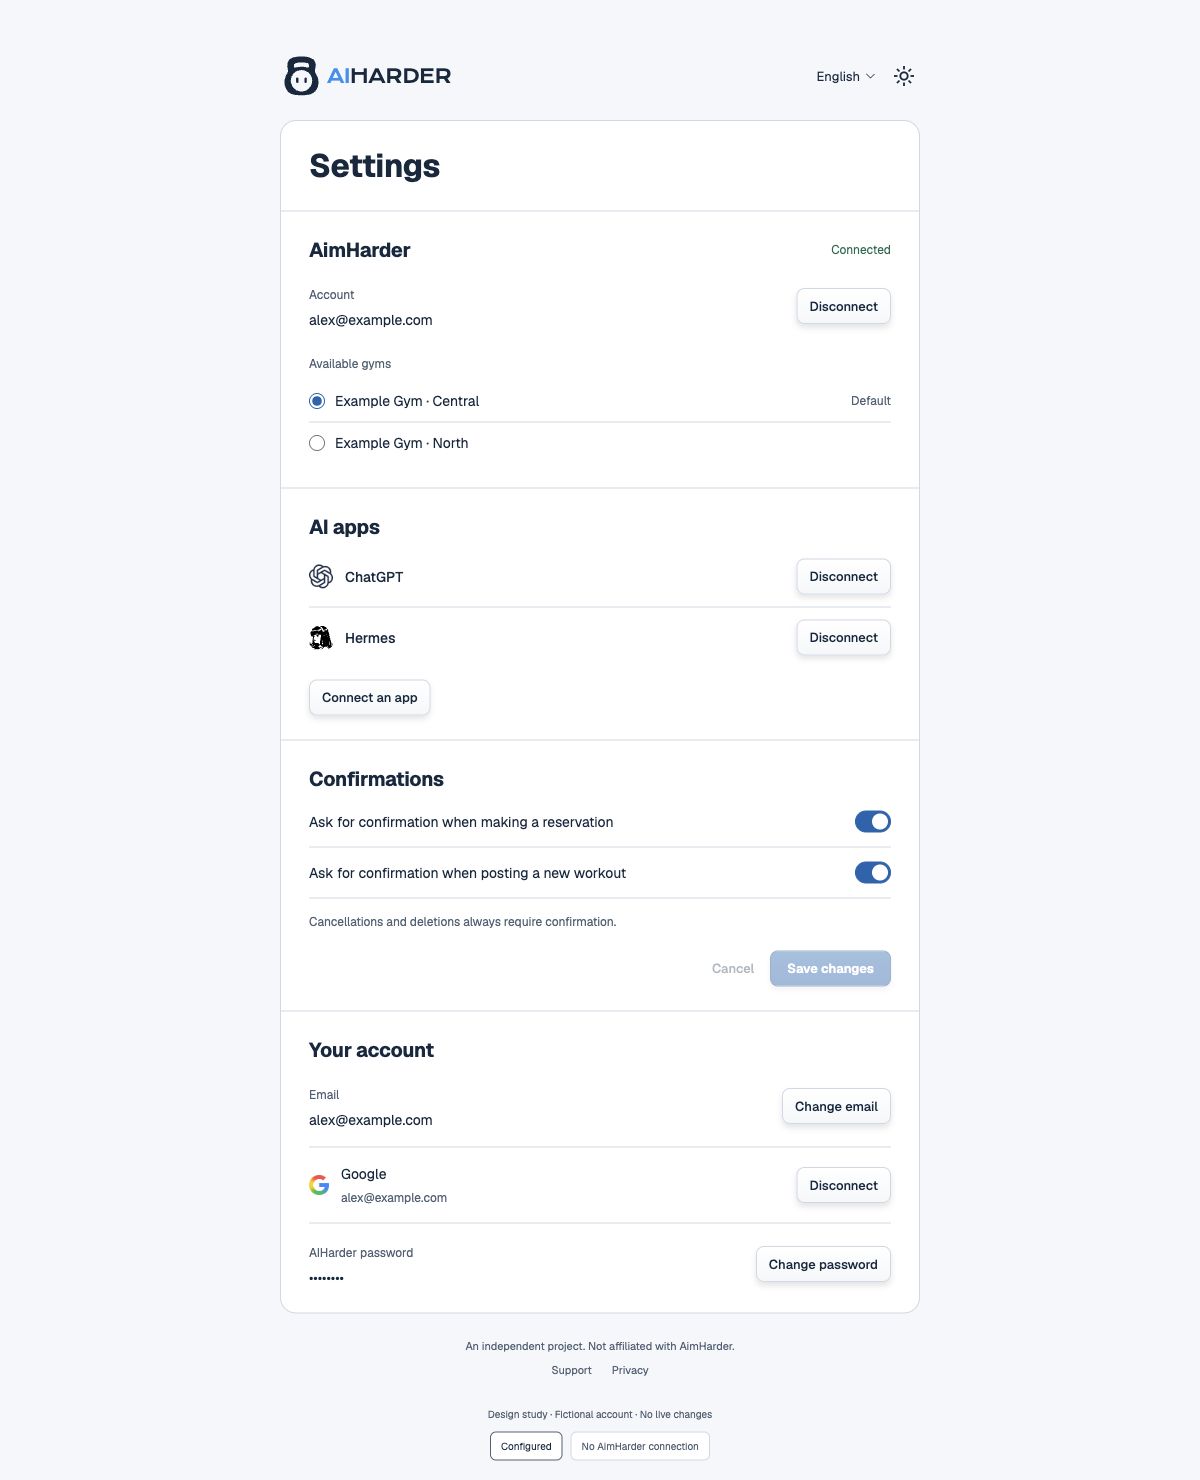 AIHARDER
English
Settings
AimHarder
Connected
Account
alex@example.com
Disconnect
Available gyms
Example Gym · Central
Default
Example Gym · North
AI apps
ChatGPT
Disconnect
Hermes
Disconnect
Connect an app
Confirmations
Ask for confirmation when making a reservation
Ask for confirmation when posting a new workout
Cancellations and deletions always require confirmation.
Cancel
Save changes
Your account
Email
alex@example.com
Change email
Google
alex@example.com
Disconnect
AIHarder password
••••••••
Change password
An independent project. Not affiliated with AimHarder.
Support Privacy
Design study · Fictional account · No live changes
Configured
No AimHarder connection